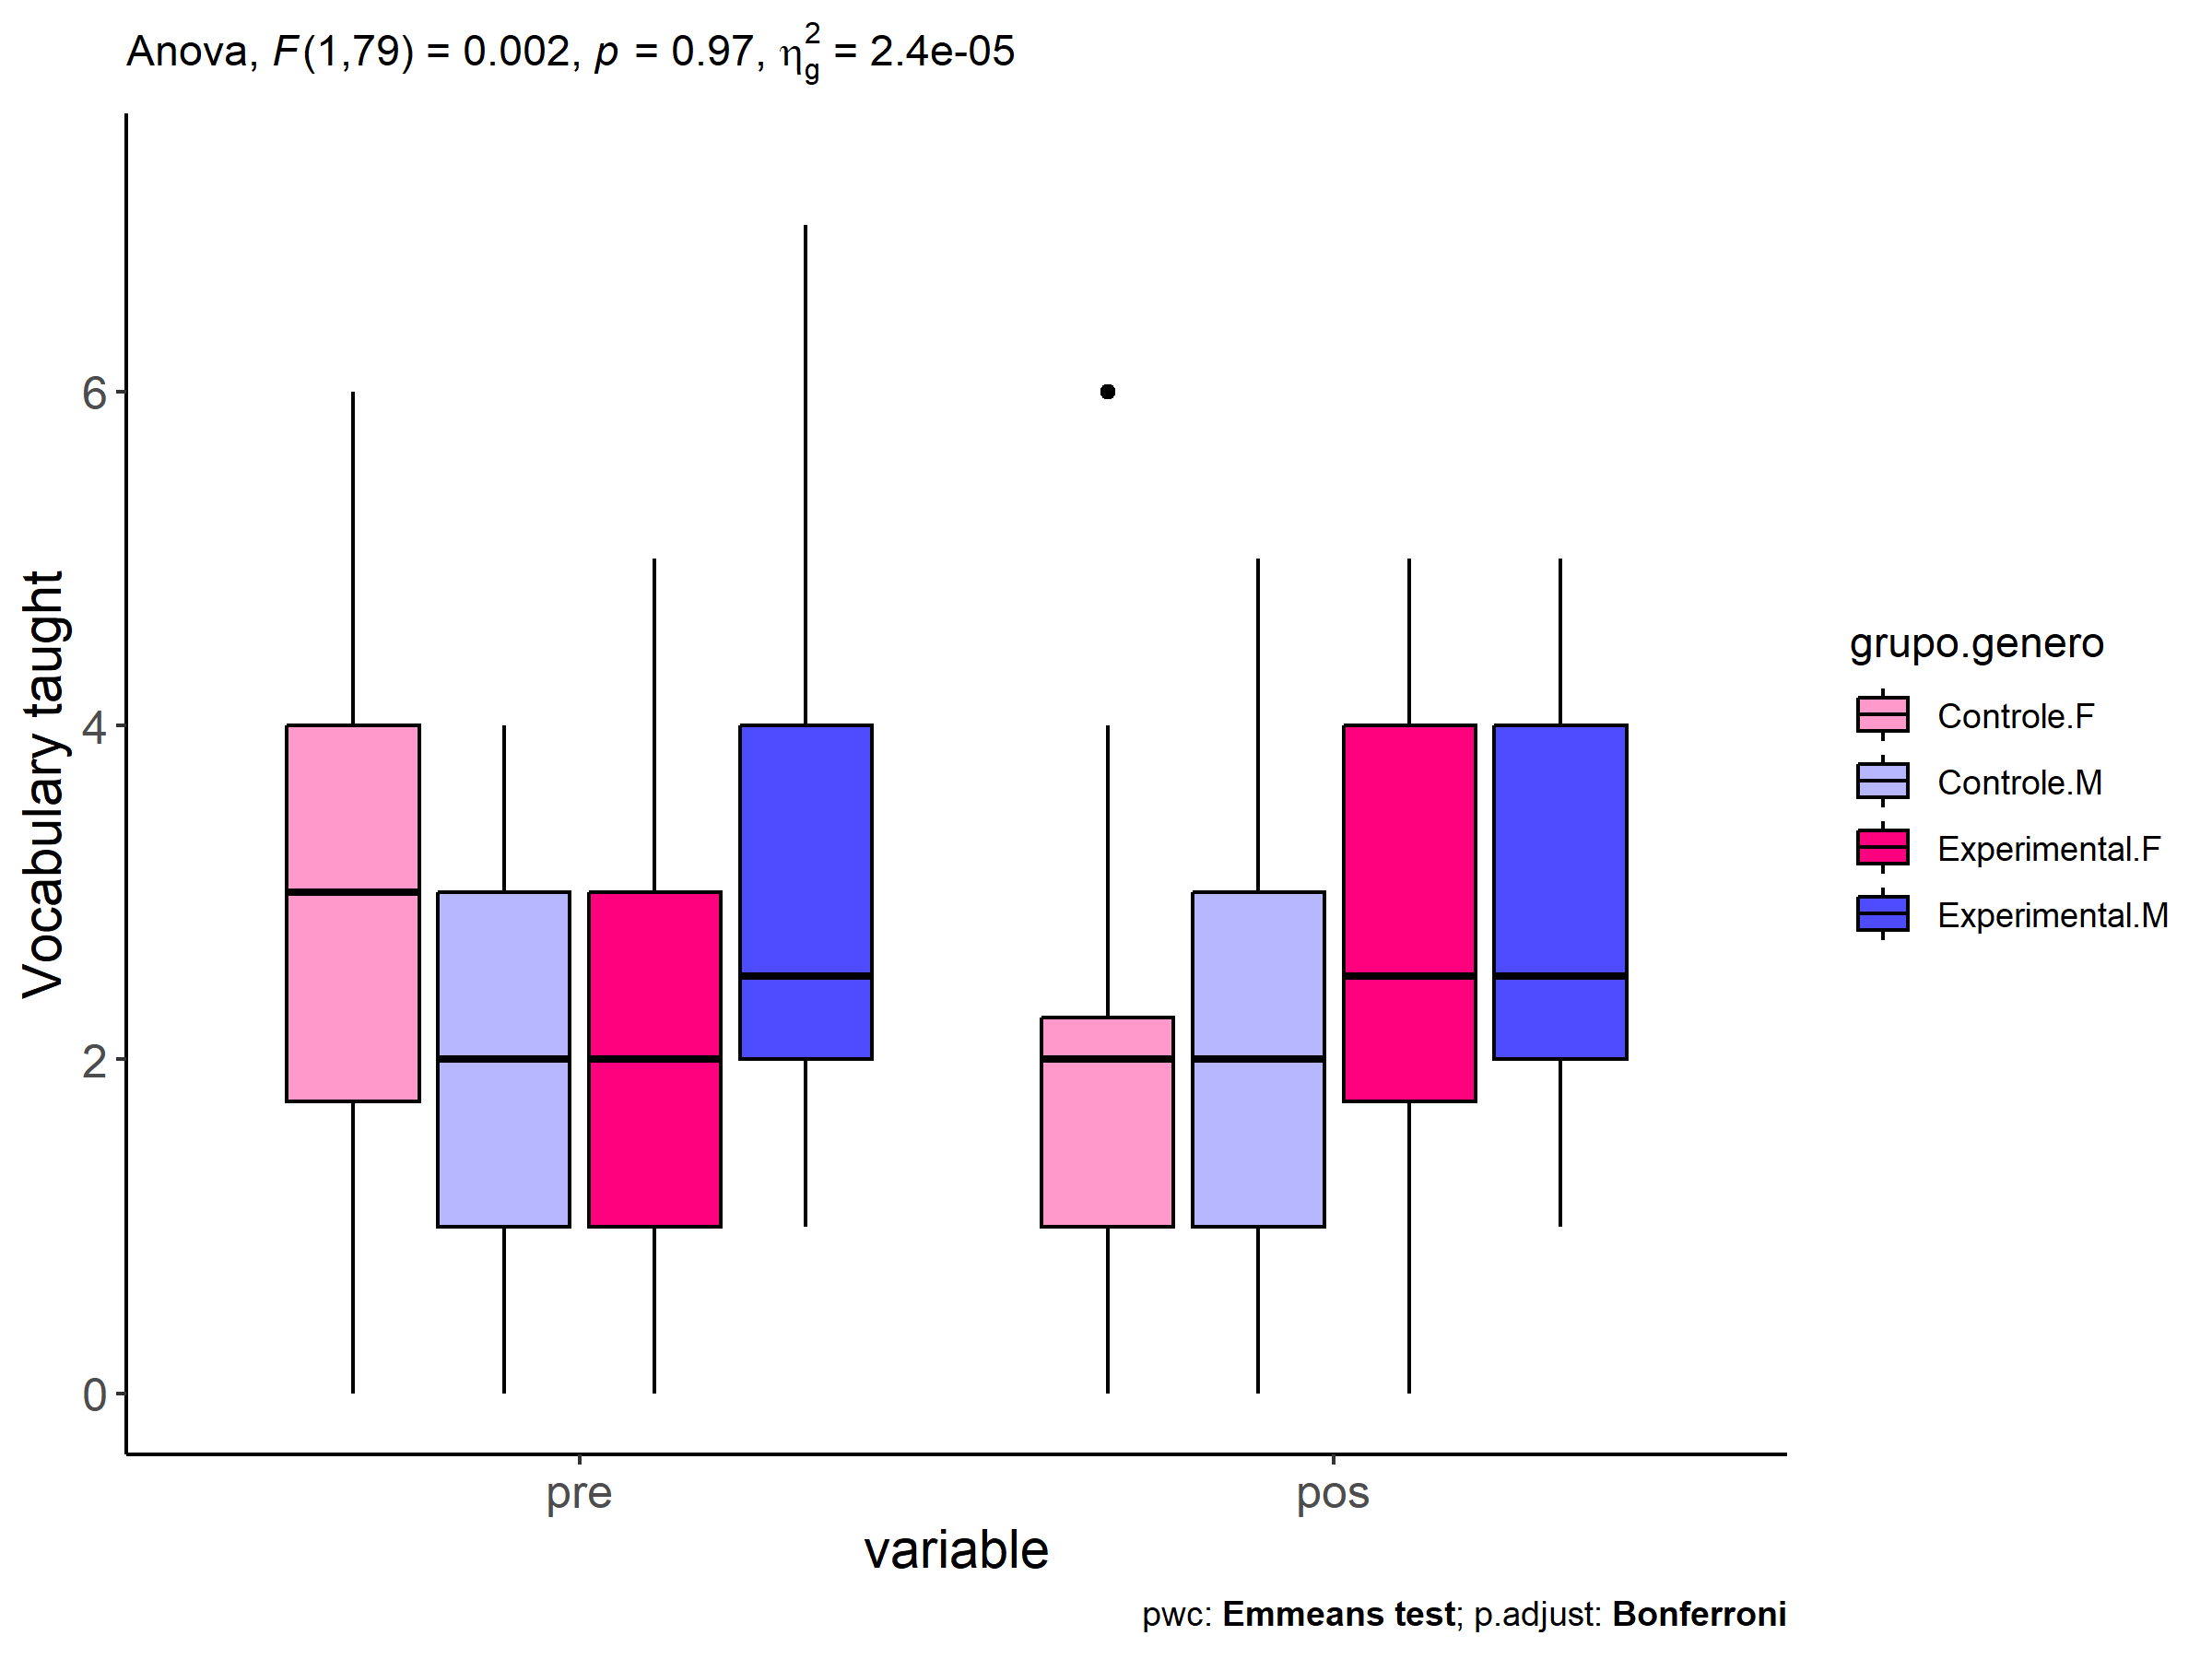 Anova, F(1,79) = 0.002, p = 0.97, η²g = 2.4e-05
Vocabulary taught
6
4
2
0
pre
pos
variable
grupo.genero
Controle.F
Controle.M
Experimental.F
Experimental.M
pwc: Emmeans test; p.adjust: Bonferroni